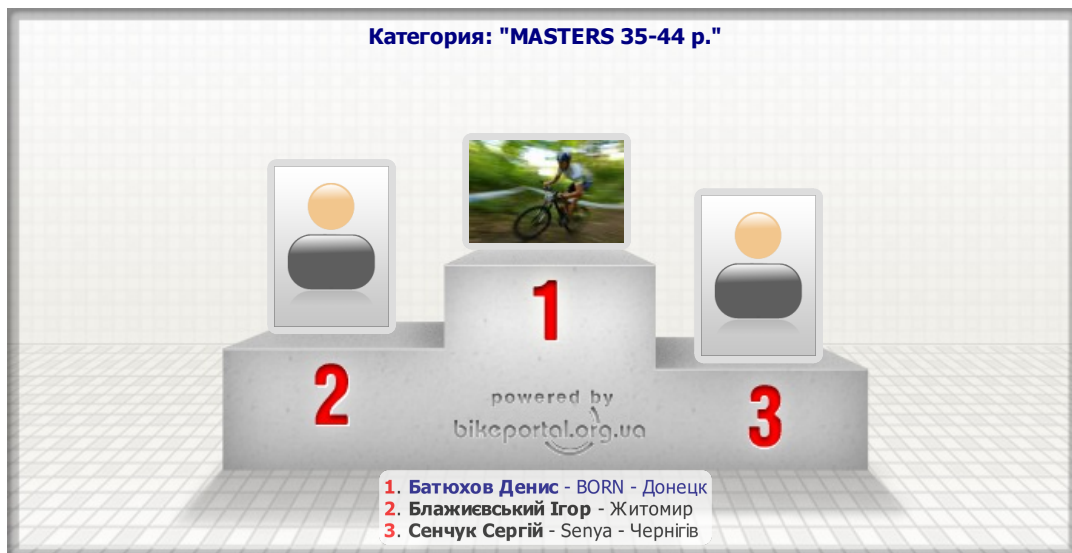 Категория: "MASTERS 35-44 р."
1
2
3
powered by
bikeportal.org.ua
1. Батюхов Денис - BORN - Донецк
2. Блажиєвський Ігор - Житомир
3. Сенчук Сергій - Senya - Чернігів